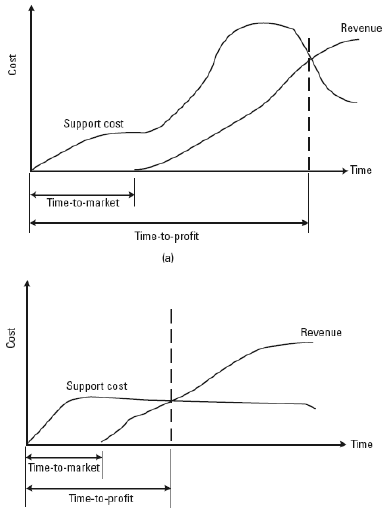 Revenue
Cost
Support cost
Time
Time-to-market
Time-to-profit
(a)
Revenue
Cost
Support cost
Time
Time-to-market
Time-to-profit